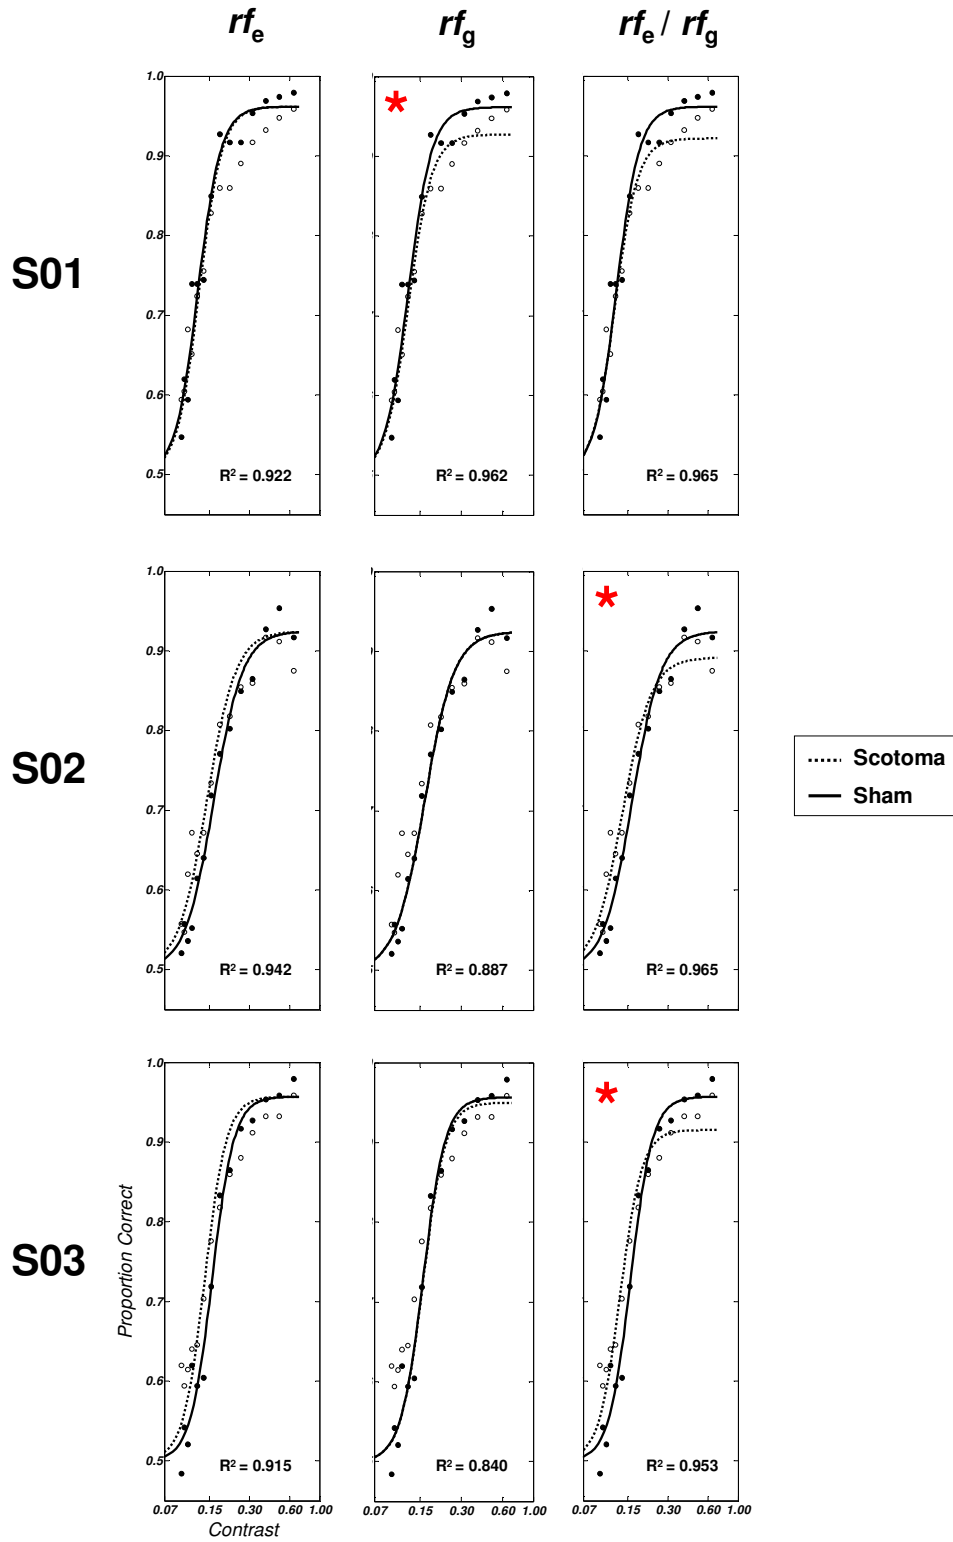 rfe rfg rfe / rfg
1.0
*
0.9
0.8
S01
0.7
0.6
0.5
R² = 0.922 R² = 0.962 R² = 0.965
1.0
*
0.9
0.8
S02
Scotoma
Sham
0.7
0.6
0.5
R² = 0.942 R² = 0.887 R² = 0.965
1.0
*
0.9
0.8
S03
Proportion Correct
0.7
0.6
0.5
R² = 0.915 R² = 0.840 R² = 0.953
0.07 0.15 0.30 0.60 1.00 0.07 0.15 0.30 0.60 1.00 0.07 0.15 0.30 0.60 1.00
Contrast